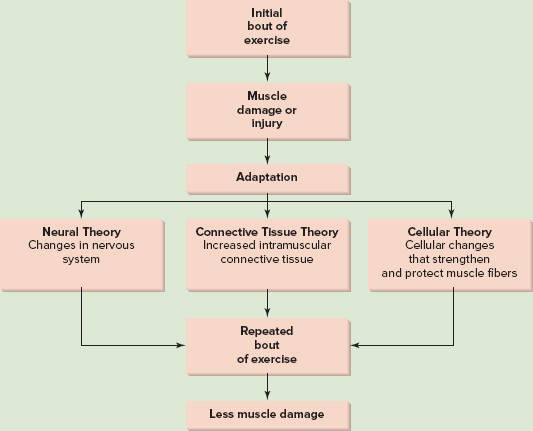 Initial
bout of
exercise
Muscle
damage or
injury
Adaptation
Neural Theory
Changes in nervous
system
Connective Tissue Theory
Increased intramuscular
connective tissue
Cellular Theory
Cellular changes
that strengthen
and protect muscle fibers
Repeated
bout
of exercise
Less muscle damage